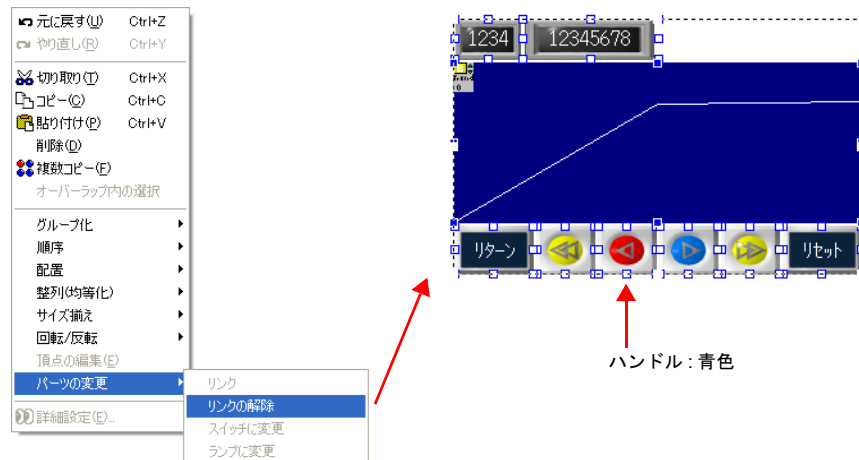 元に戻す(U) Ctrl+Z
やり直し(R) Ctrl+Y
切り取り(T) Ctrl+X
コピー(C) Ctrl+C
貼り付け(P) Ctrl+V
削除(D)
複数コピー(F)
オーバーラップ内の選択
グループ化
順序
配置
整列(均等化)
サイズ揃え
回転/反転
頂点の編集(E)
パーツの変更
詳細設定(E)...
リンク
リンクの解除
スイッチに変更
ランプに変更
1234
12345678
Trend
0
リターン
リセット
ハンドル : 青色